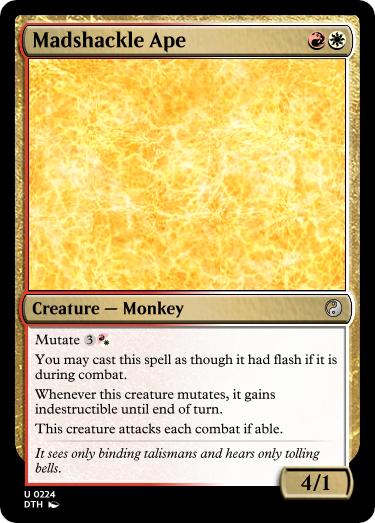 Madshackle Ape
Creature — Monkey
Mutate 3
You may cast this spell as though it had flash if it is
during combat.
Whenever this creature mutates, it gains
indestructible until end of turn.
This creature attacks each combat if able.
It sees only binding talismans and hears only tolling
bells.
4/1
U 0224
DTH